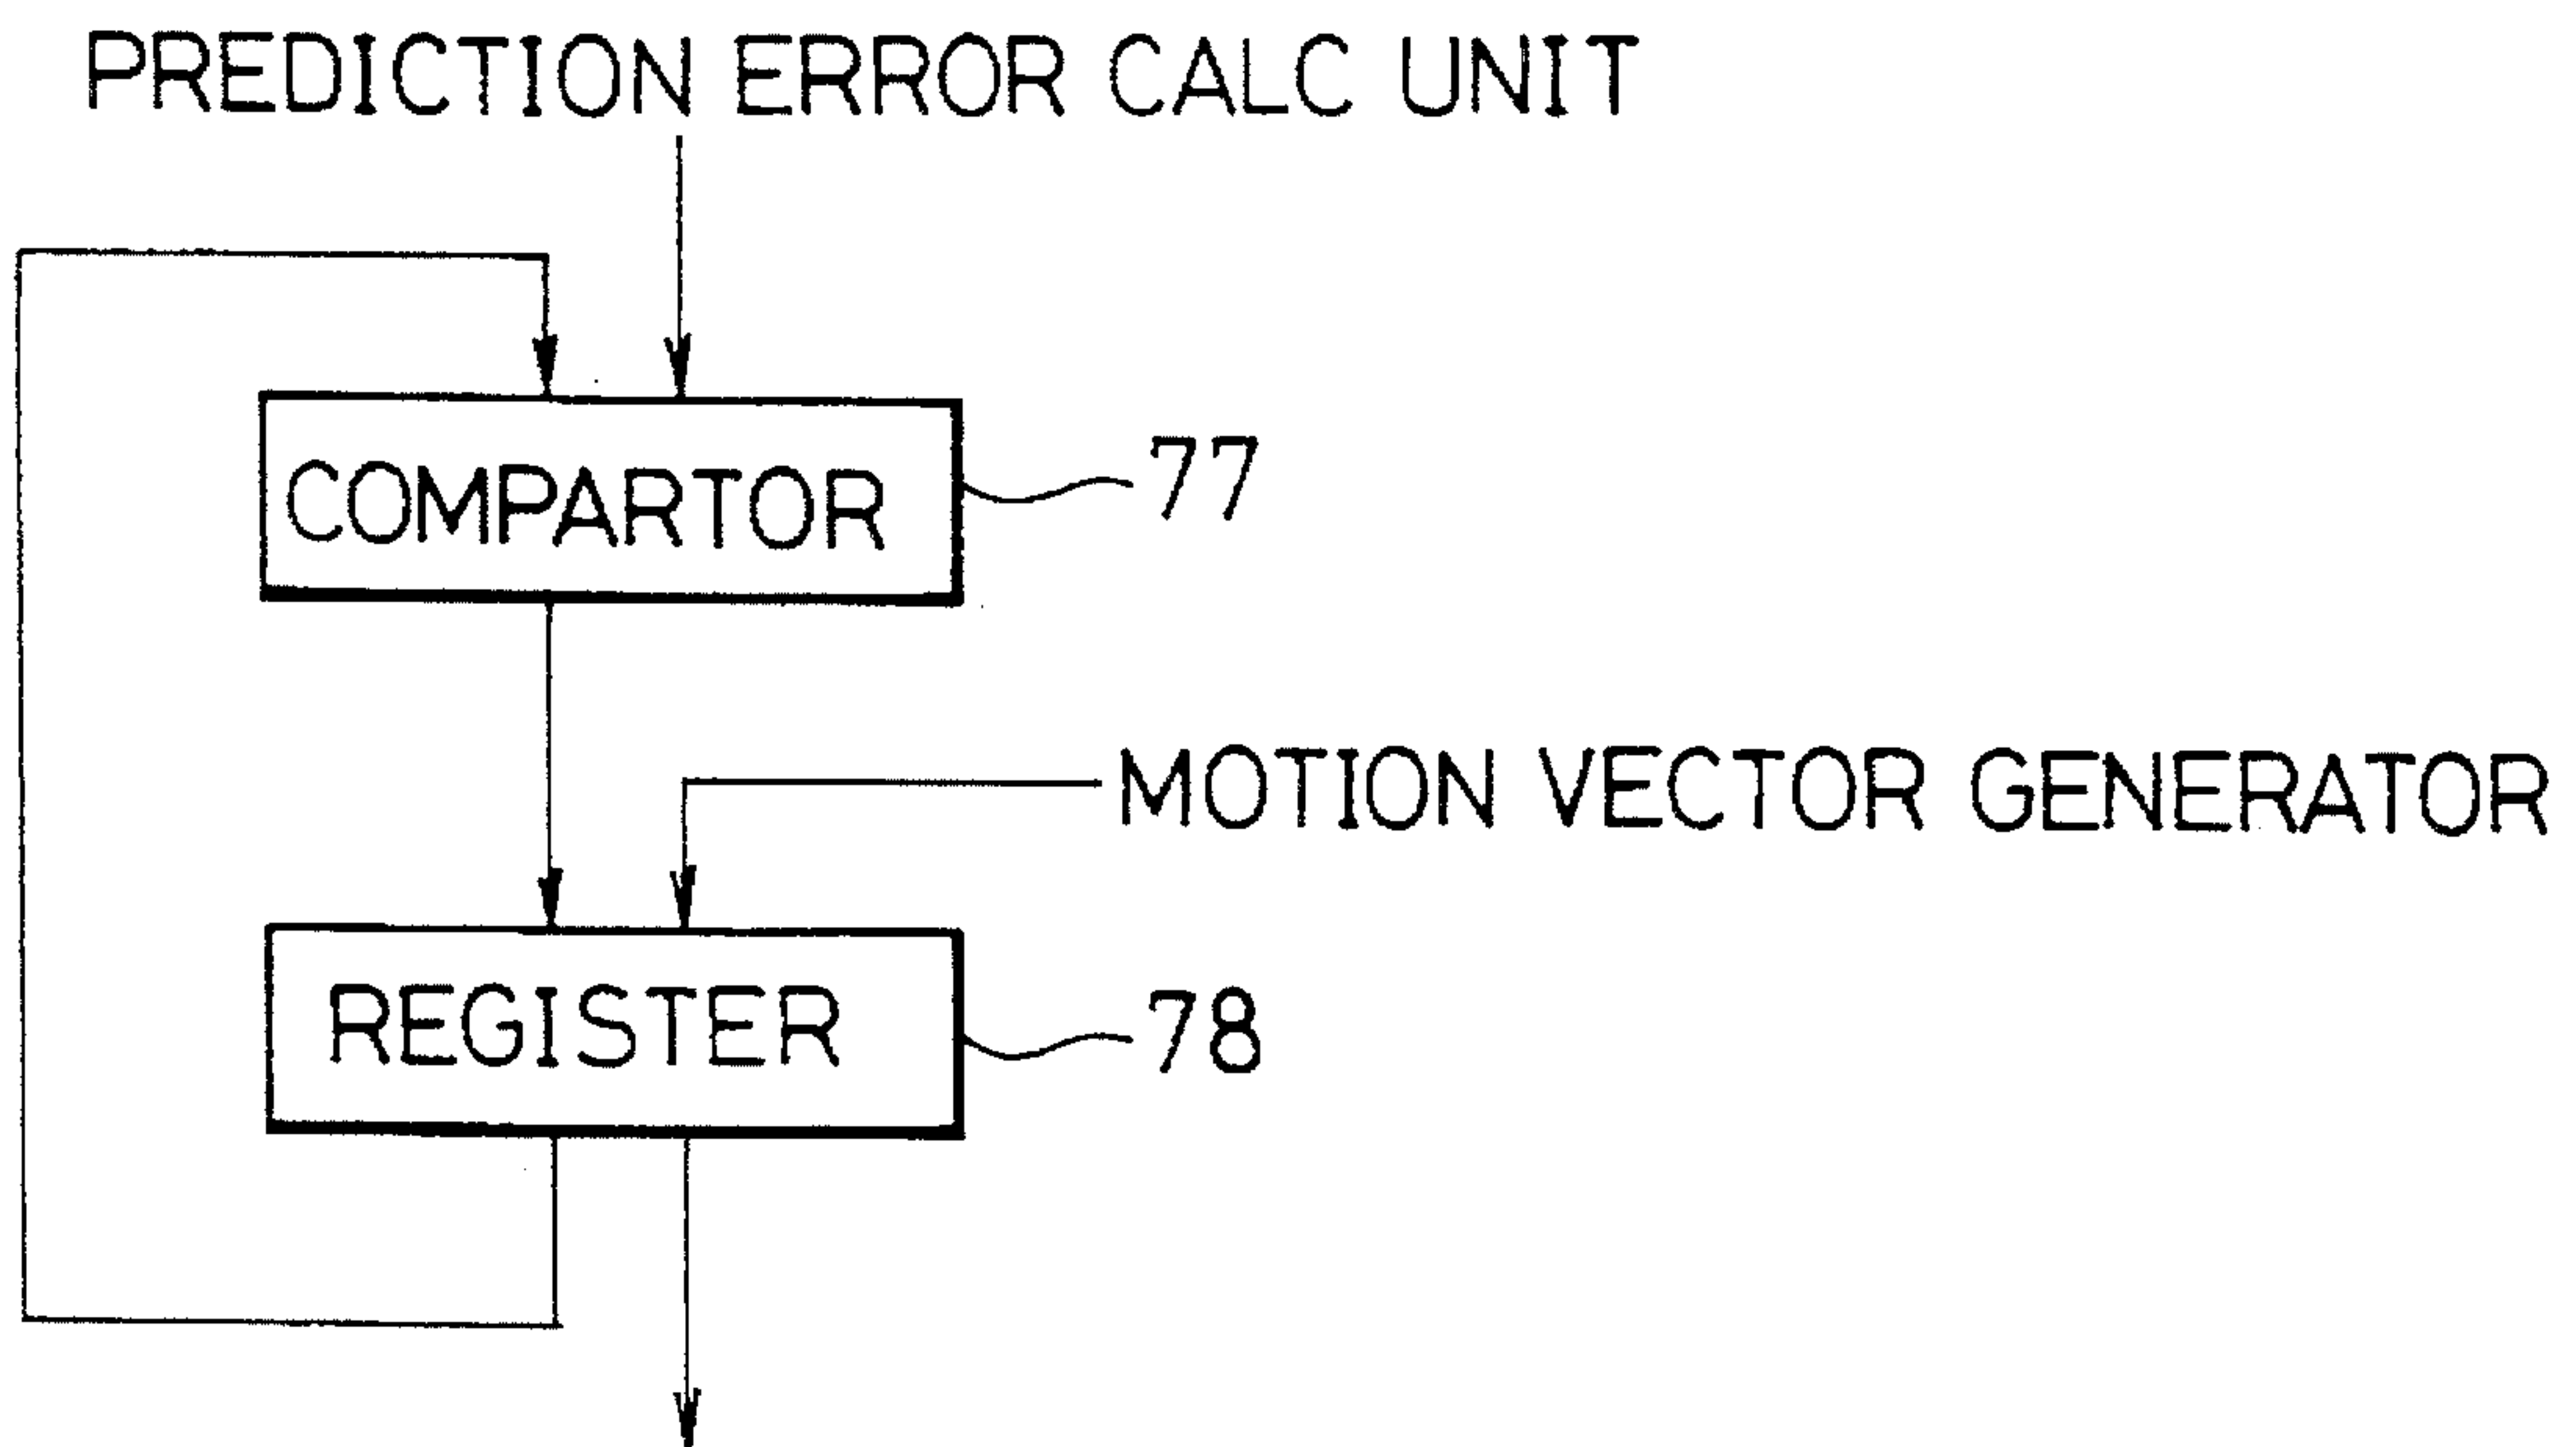 PREDICTION ERROR CALC UNIT
COMPARTOR
77
MOTION VECTOR GENERATOR
REGISTER
78